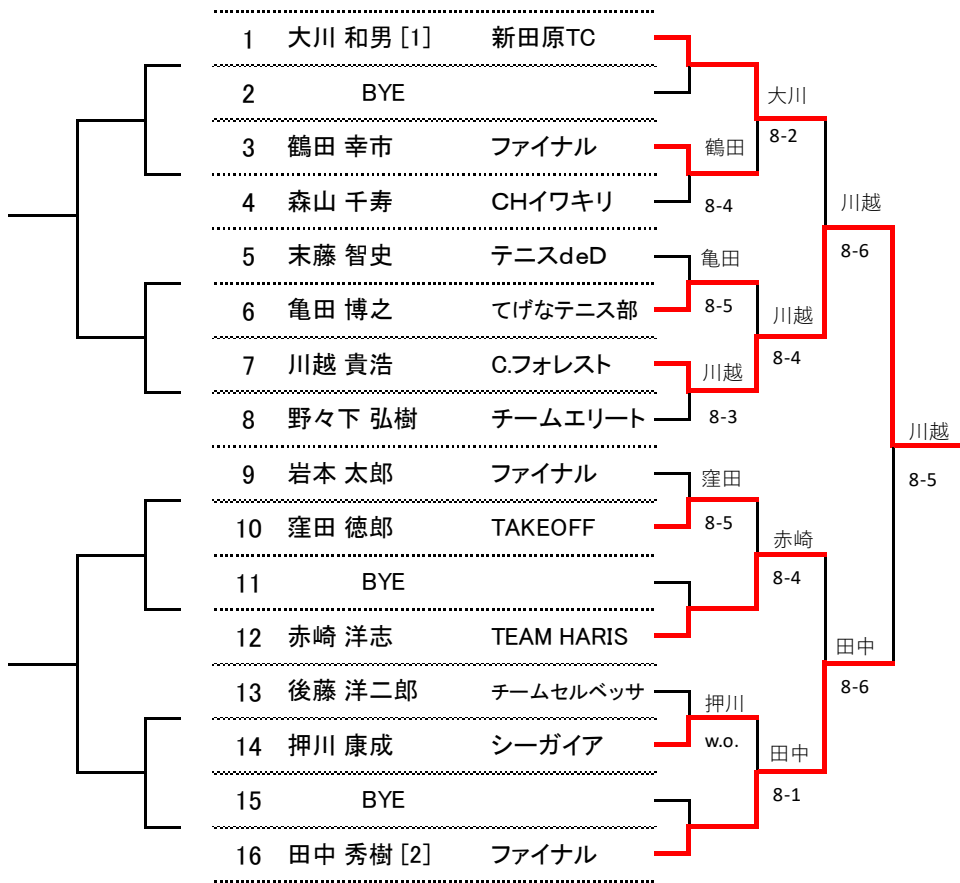 1 大川 和男 [1] 新田原TC
2 BYE
大川
3 鶴田 幸市 ファイナル
鶴田
8-2
4 森山 千寿 CHイワキリ
8-4
川越
5 末藤 智史 テニスdeD
亀田
8-6
6 亀田 博之 てげなテニス部
8-5
川越
7 川越 貴浩 C.フォレスト
川越
8-4
8 野々下 弘樹 チームエリート
8-3
川越
9 岩本 太郎 ファイナル
窪田
8-5
10 窪田 徳郎 TAKEOFF
8-5
赤崎
11 BYE
8-4
12 赤崎 洋志 TEAM HARIS
田中
13 後藤 洋二郎 チームセルベッサ
押川
8-6
14 押川 康成 シーガイア
w.o.
田中
15 BYE
8-1
16 田中 秀樹 [2] ファイナル